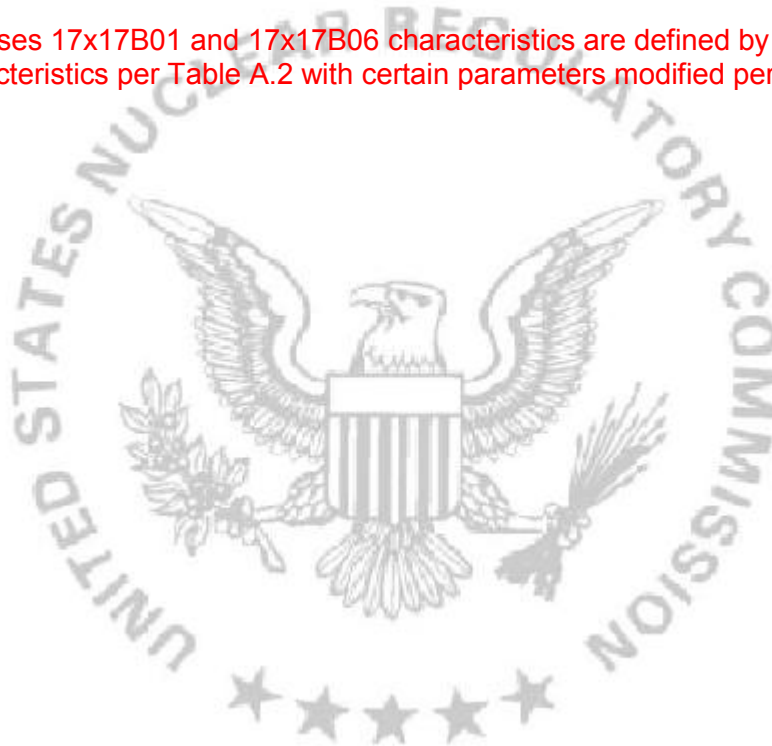 ses 17x17B01 and 17x17B06 characteristics are defined by
cteristics per Table A.2 with certain parameters modified per
UNITED STATES NUCLEAR REGULATORY COMMISSION